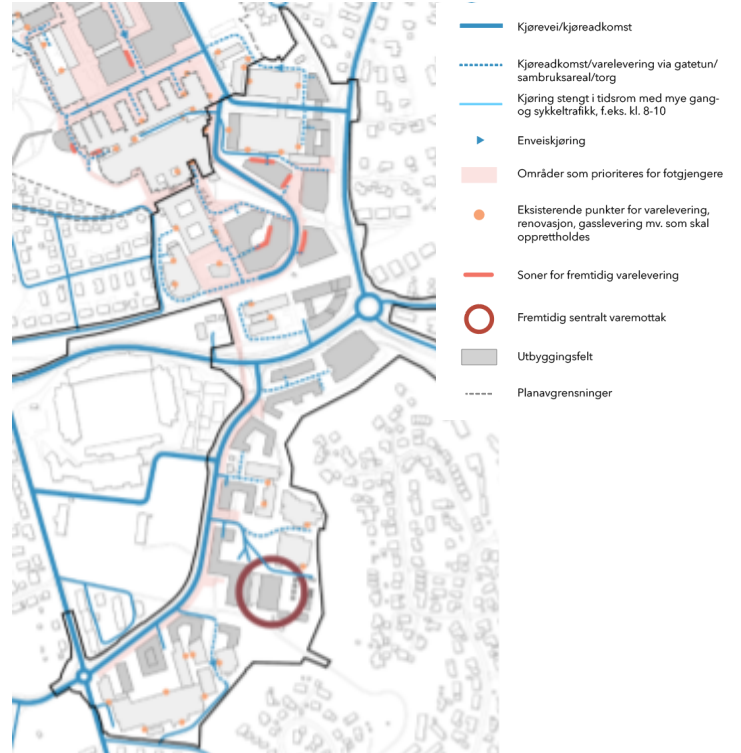 Kjørevei/kjøreadkomst
Kjøreadkomst/varelevering via gatetun/
sambruksareal/torg
Kjøring stengt i tidsrom med mye gang-
og sykkeltrafikk, f.eks. kl. 8-10
Enveiskjøring
Områder som prioriteres for fotgjengere
Eksisterende punkter for varelevering,
renovasjon, gasslevering mv. som skal
opprettholdes
Soner for fremtidig varelevering
Fremtidig sentralt varemottak
Utbyggingsfelt
Planavgrensninger